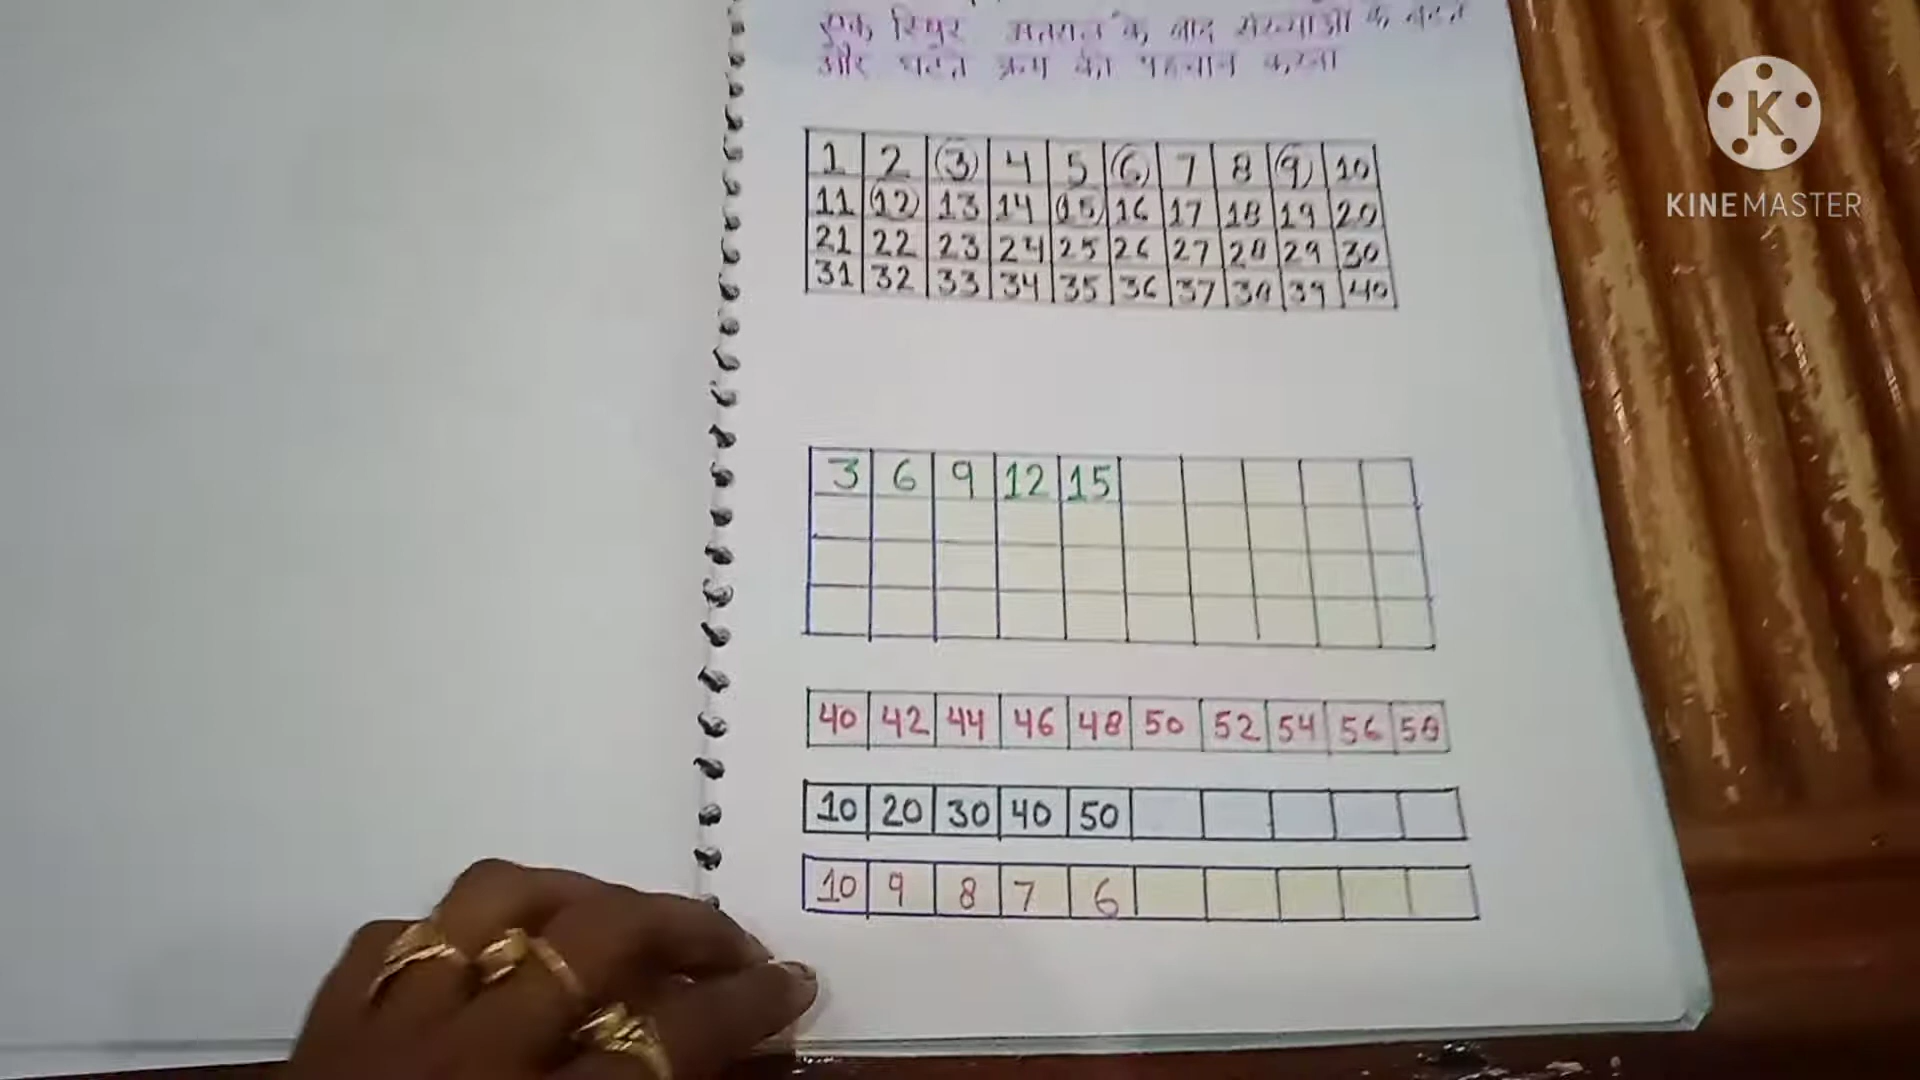 एक स्थिर अन्तराल के बाद संख्याओं के बढ़ते
और घटते क्रम की पहचान करना
K
KINEMASTER
1 2 3 4 5 6 7 8 9 10
11 12 13 14 15 16 17 18 19 20
21 22 23 24 25 26 27 28 29 30
31 32 33 34 35 36 37 38 39 40
3 6 9 12 15
40 42 44 46 48 50 52 54 56 58
10 20 30 40 50
10 9 8 7 6